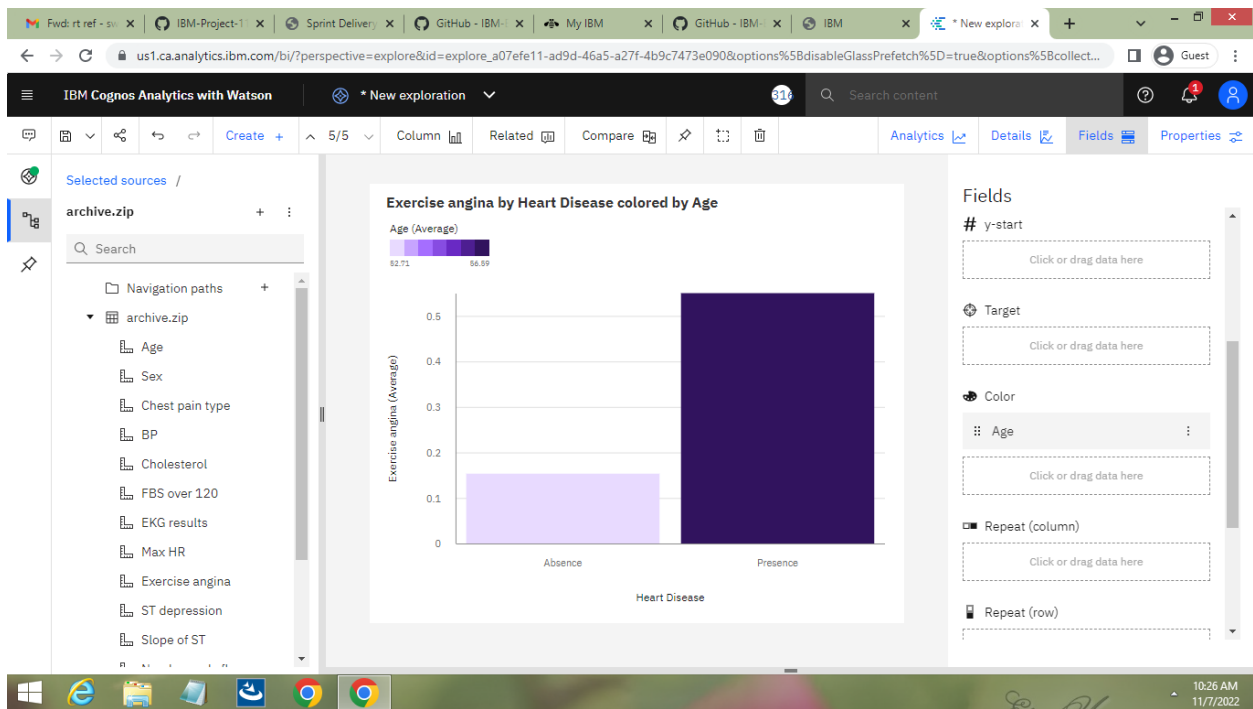 Fwd: rt ref - sw
IBM-Project-1
Sprint Delivery
GitHub - IBM-
My IBM
GitHub - IBM-
IBM
* New explora
us1.ca.analytics.ibm.com/bi/?perspective=explore&id=explore_a07efe11-ad9d-46a5-a27f-4b9c7473e090&options%5BdisableGlassPrefetch%5D=true&options%5Bcollect...
Guest
IBM Cognos Analytics with Watson
* New exploration
316
Search content
1
Create +
5/5
Column
Related
Compare
Analytics
Details
Fields
Properties
Selected sources /
archive.zip
Search
Navigation paths
archive.zip
Age
Sex
Chest pain type
BP
Cholesterol
FBS over 120
EKG results
Max HR
Exercise angina
ST depression
Slope of ST
Exercise angina by Heart Disease colored by Age
Age (Average)
52.71 56.59
Exercise angina (Average)
0.5
0.4
0.3
0.2
0.1
0
Absence
Presence
Heart Disease
Fields
# y-start
Click or drag data here
Target
Click or drag data here
Color
Age
Click or drag data here
Repeat (column)
Click or drag data here
Repeat (row)
10:26 AM
11/7/2022